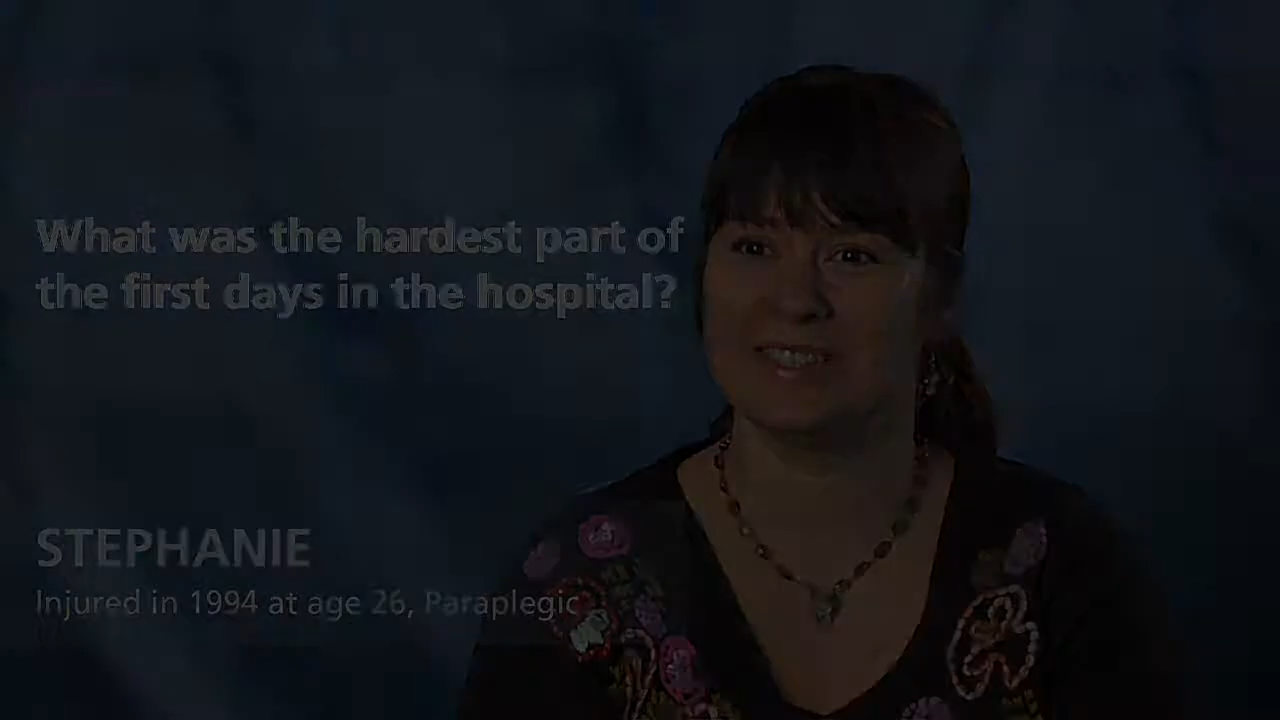 What was the hardest part of
the first days in the hospital?
STEPHANIE
Injured in 1994 at age 26, Paraplegic